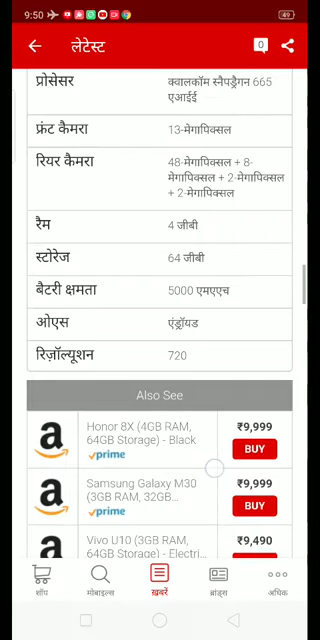 9:50
49
लेटेस्ट
0
प्रोसेसर
क्वालकॉम स्नैपड्रैगन 665
एआईई
फ्रंट कैमरा
13-मेगापिक्सल
रियर कैमरा
48-मेगापिक्सल + 8-
मेगापिक्सल + 2-मेगापिक्सल
+ 2-मेगापिक्सल
रैम
4 जीबी
स्टोरेज
64 जीबी
बैटरी क्षमता
5000 एमएएच
ओएस
एंड्रॉयड
रिज़ॉल्यूशन
720
Also See
a
Honor 8X (4GB RAM,
64GB Storage) - Black
prime
₹9,999
BUY
a
Samsung Galaxy M30
(3GB RAM, 32GB...
prime
₹9,999
BUY
a
Vivo U10 (3GB RAM,
64GB Storage) - Electri...
₹9,490
शॉप
मोबाइल्स
ख़बरें
ब्रांड्स
अधिक